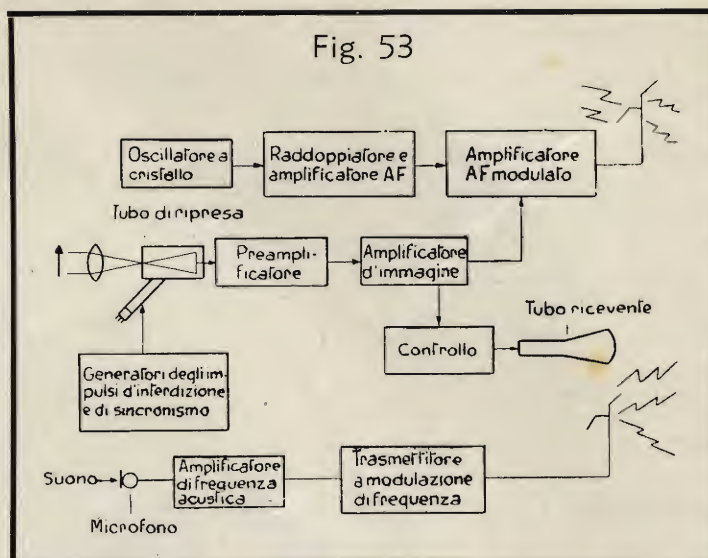 Fig. 53
Oscillatore a
cristallo
Raddoppiatore e
amplificatore AF
Amplificatore
AF modulato
Tubo di ripresa
Preampli-
ficatore
Amplificatore
d'immagine
Tubo ricevente
Controllo
Generatori degli im-
pulsi d'interdizione
e di sincronismo
Suono
Microfono
Amplificatore
di frequenza
acustica
Trasmettitore
a modulazione
di frequenza